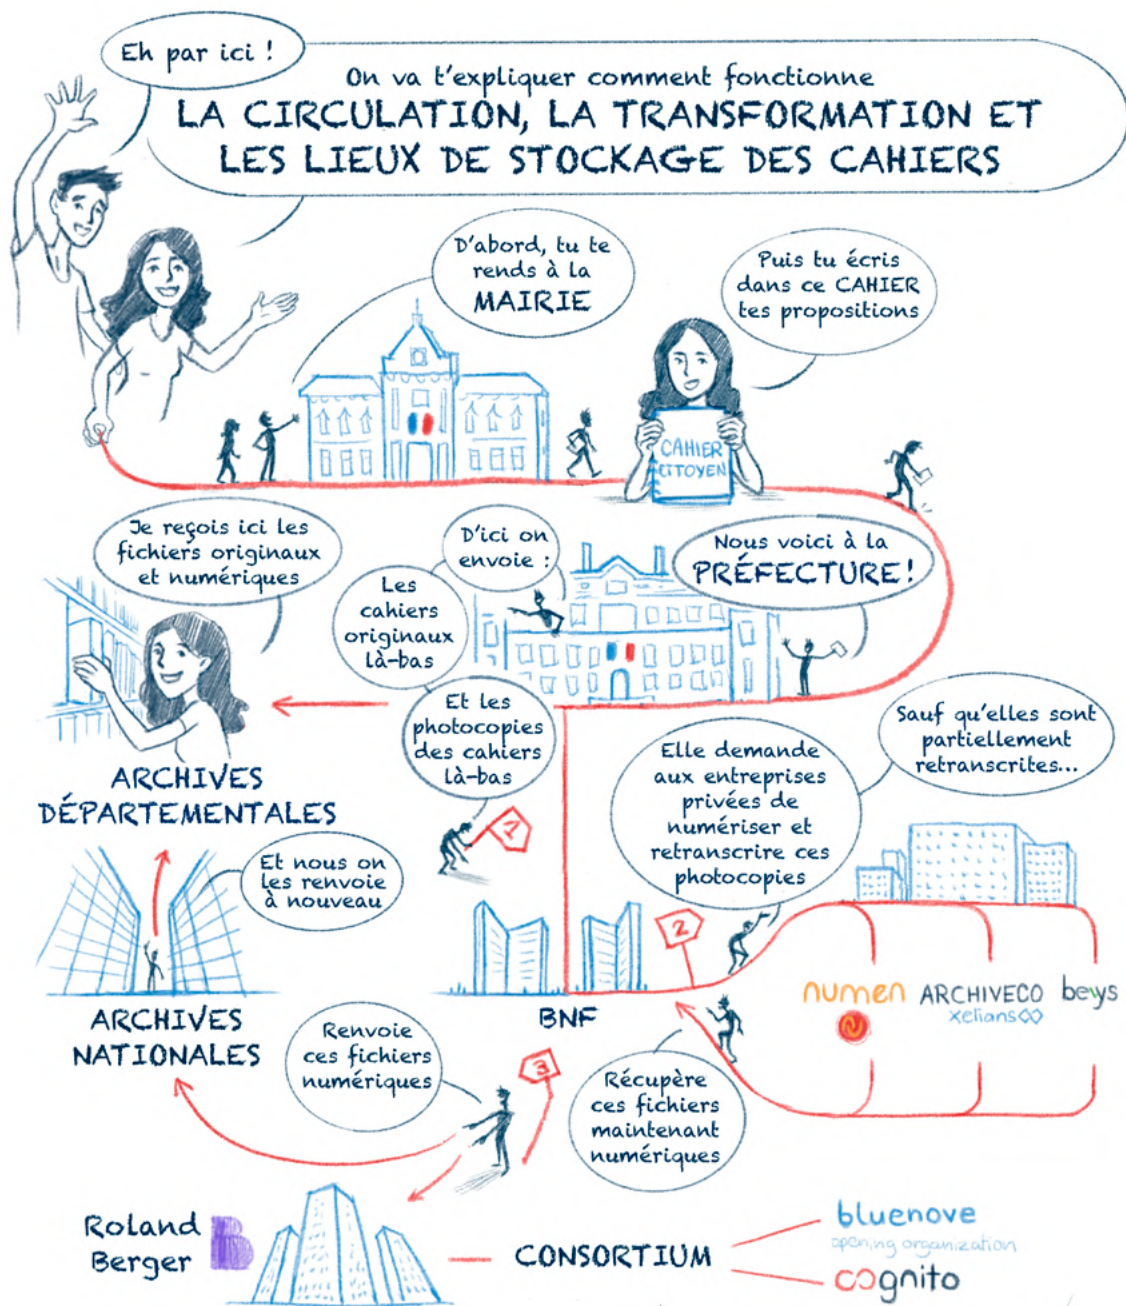 Eh par ici !
On va t'expliquer comment fonctionne
LA CIRCULATION, LA TRANSFORMATION ET
LES LIEUX DE STOCKAGE DES CAHIERS
D'abord, tu te
rends à la
MAIRIE
Puis tu écris
dans ce CAHIER
tes propositions
CAHIER
CITOYEN
Nous voici à la
PRÉFECTURE !
D'ici on
envoie :
Les
cahiers
originaux
là-bas
Je reçois ici les
fichiers originaux
et numériques
ARCHIVES
DÉPARTEMENTALES
Et les
photocopies
des cahiers
là-bas
1
BNF
2
Elle demande
aux entreprises
privées de
numériser et
retranscrire ces
photocopies
Sauf qu'elles sont
partiellement
retranscrites...
numen
N
ARCHIVECO
xelians
bewys
Récupère
ces fichiers
maintenant
numériques
3
Renvoie
ces fichiers
numériques
Et nous on
les renvoie
à nouveau
ARCHIVES
NATIONALES
Roland
Berger
B
CONSORTIUM
bluenove
opening organization
cognito